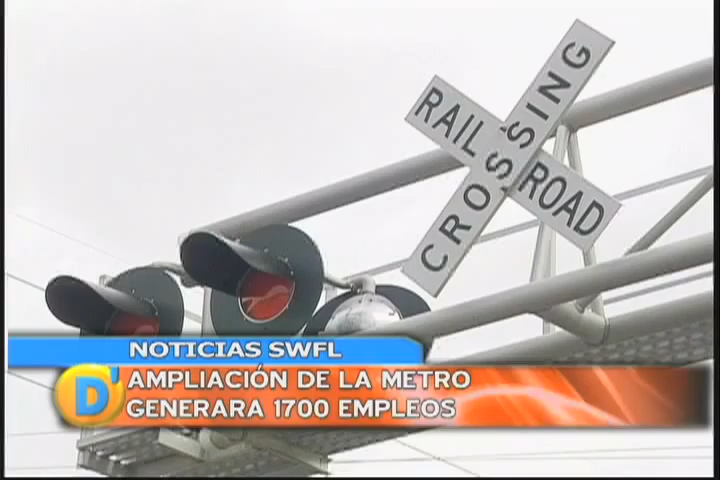 RAIL ROAD
CROSSING
NOTICIAS SWFL
D'
AMPLIACIÓN DE LA METRO
GENERARA 1700 EMPLEOS